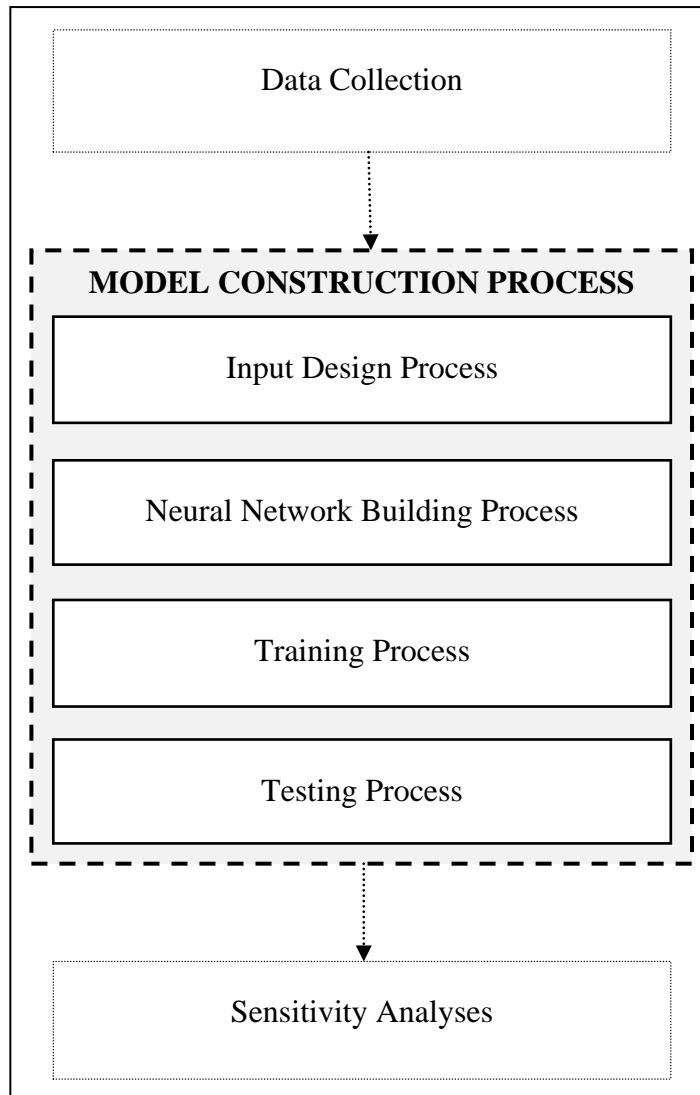 Data Collection
MODEL CONSTRUCTION PROCESS
Input Design Process
Neural Network Building Process
Training Process
Testing Process
Sensitivity Analyses